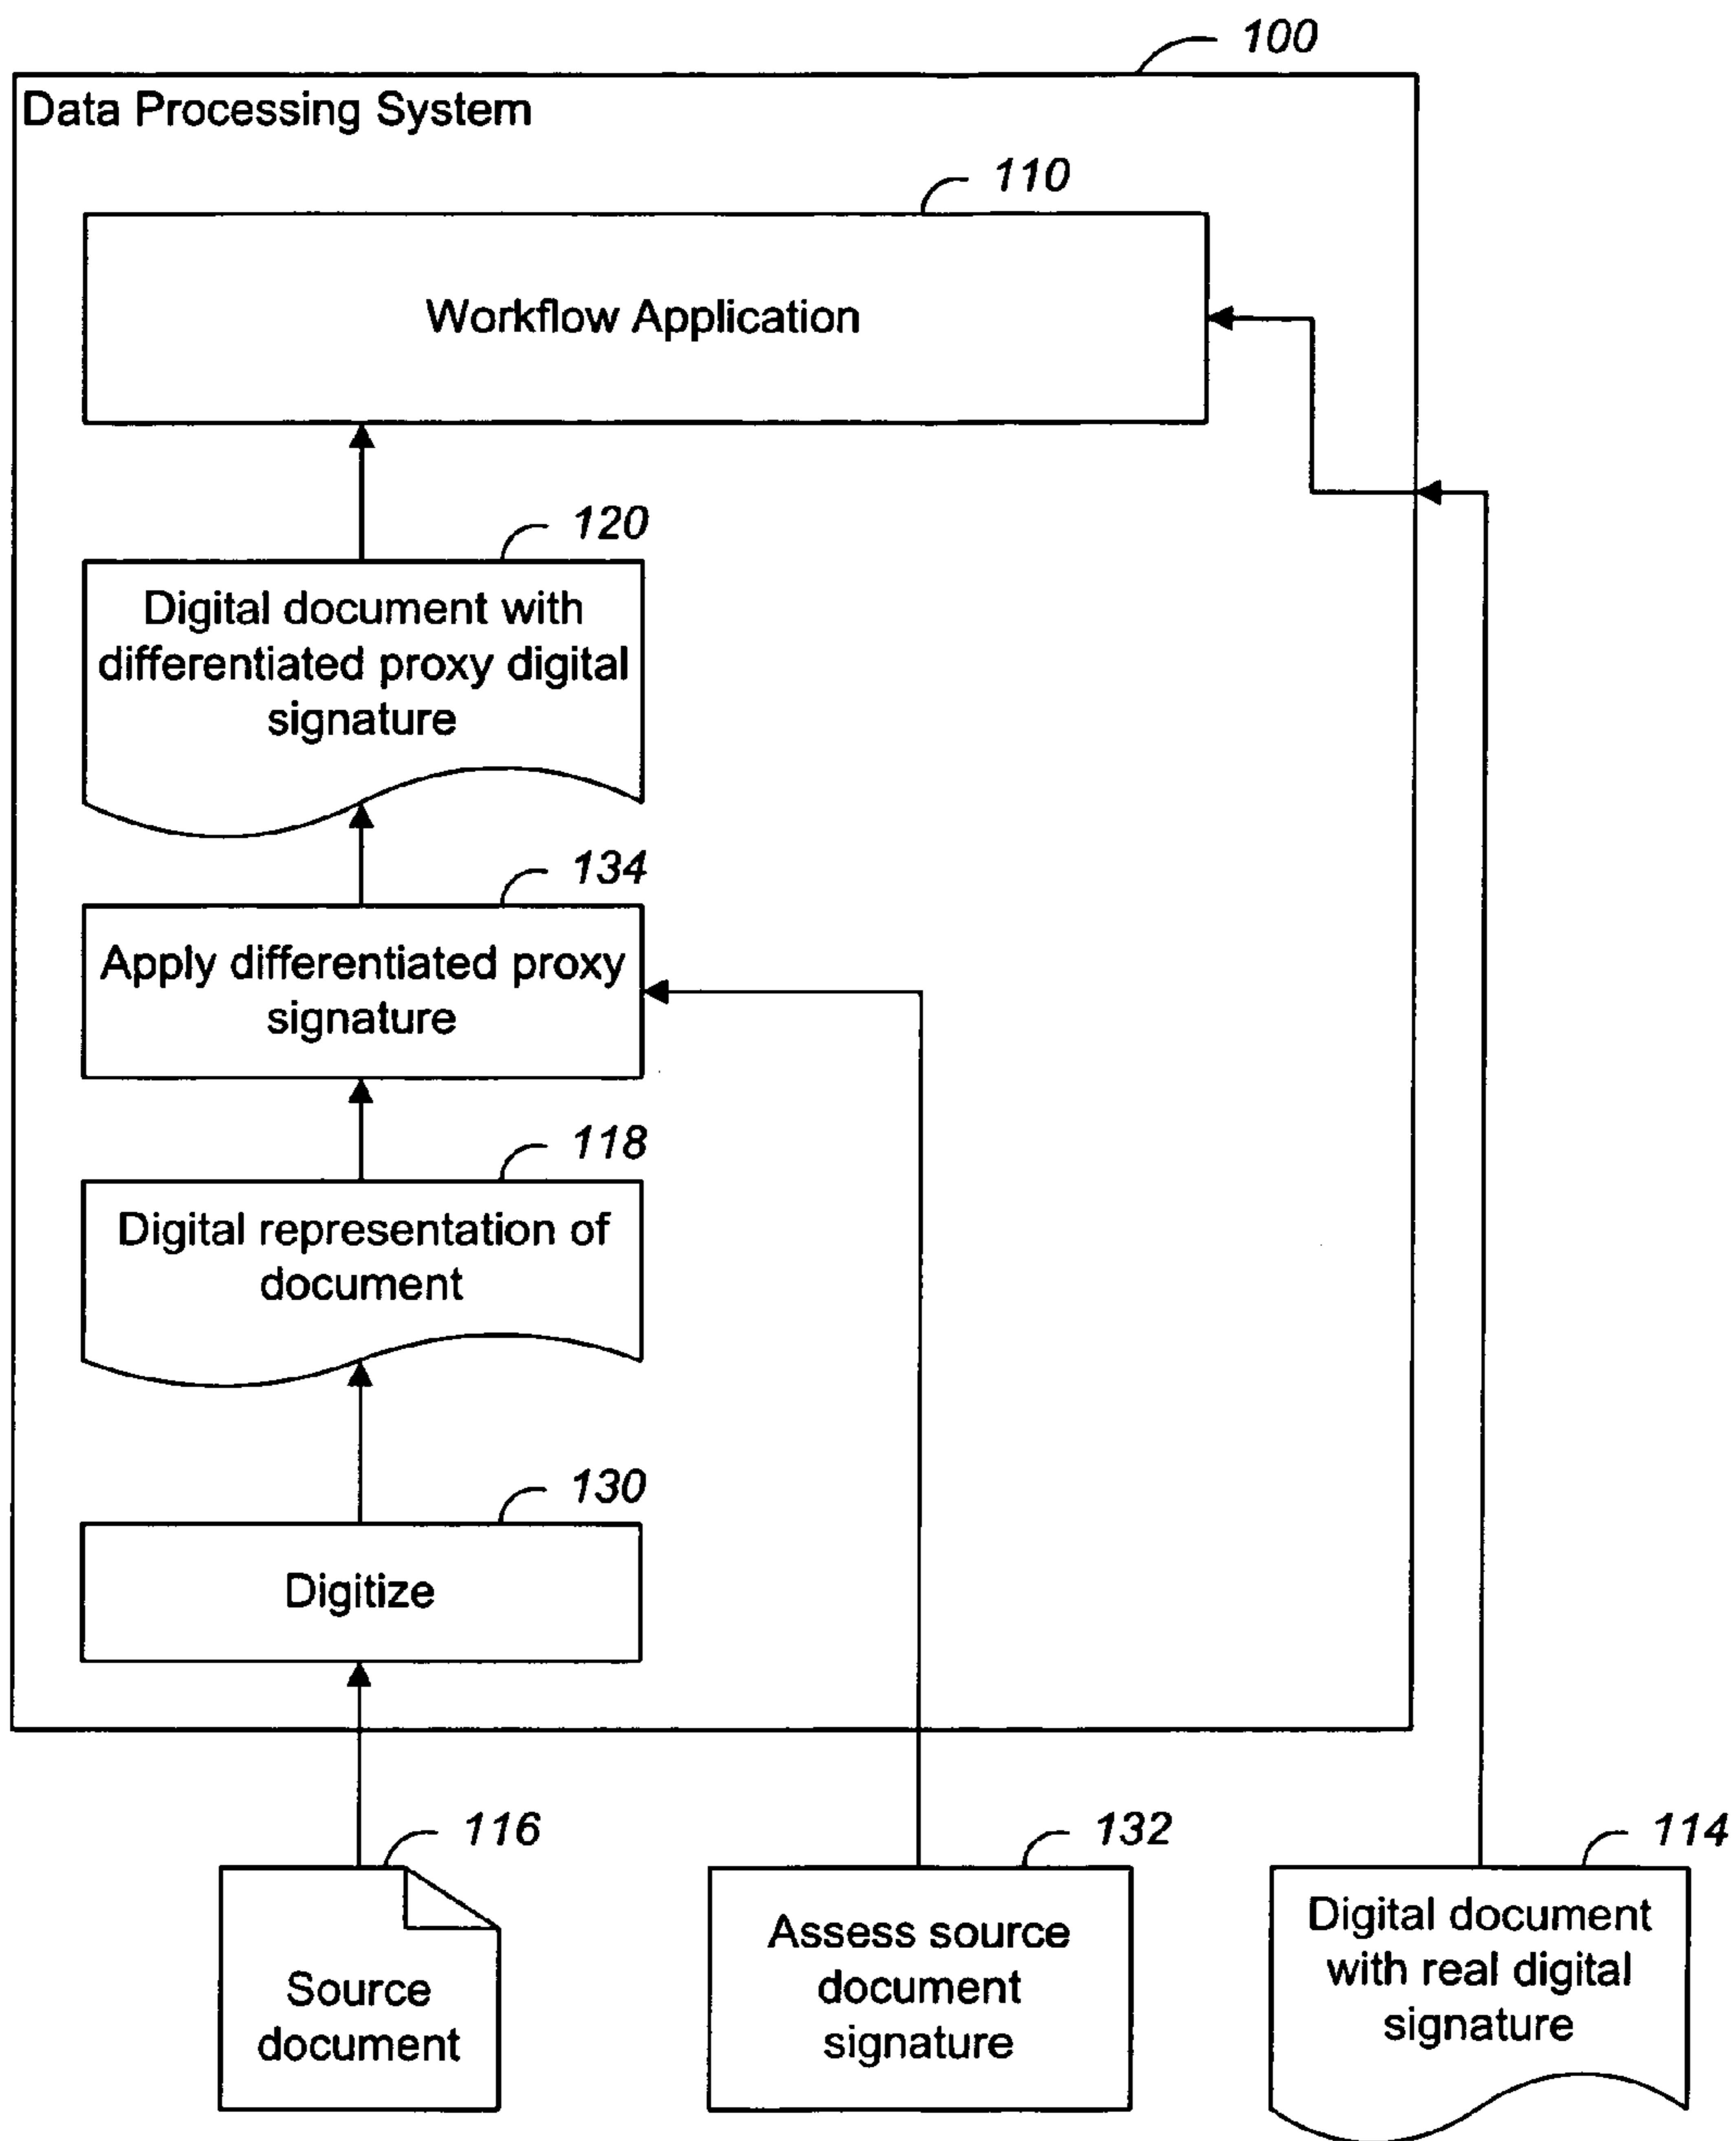 100
Data Processing System
110
Workflow Application
120
Digital document with
differentiated proxy digital
signature
134
Apply differentiated proxy
signature
118
Digital representation of
document
130
Digitize
116
Source
document
132
Assess source
document
signature
114
Digital document
with real digital
signature